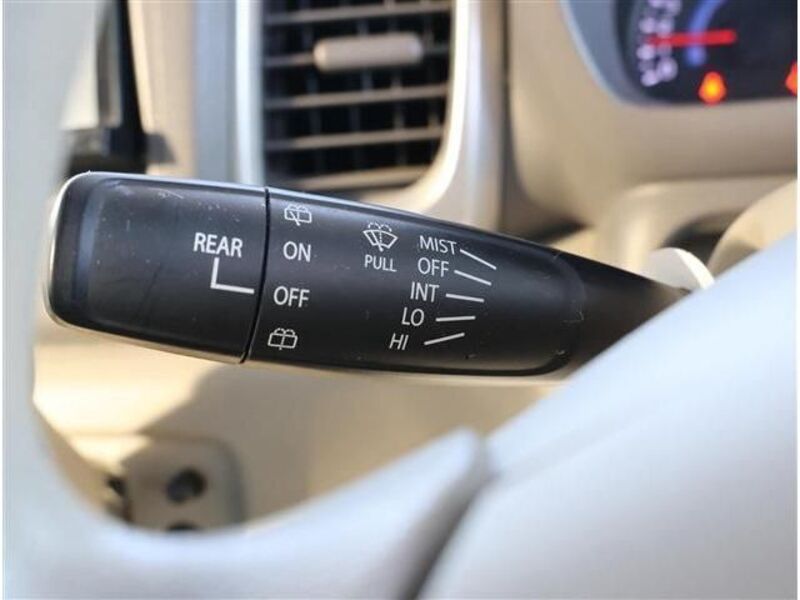 REAR
ON
OFF
PULL
MIST
OFF
INT
LO
HI